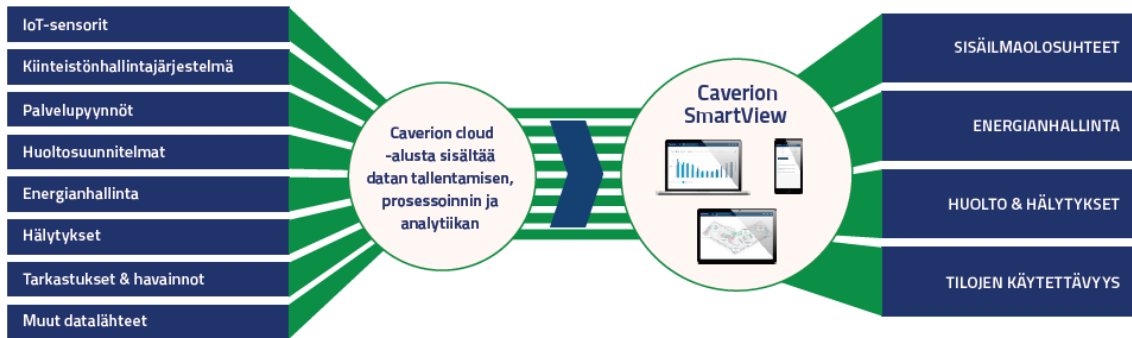 IoT-sensorit
Kiinteistönhallintajärjestelmä
Palvelupyynnöt
Huoltosuunnitelmat
Energianhallinta
Hälytykset
Tarkastukset & havainnot
Muut datalähteet
Caverion cloud
-alusta sisältää
datan tallentamisen,
prosessoinnin ja
analytiikan
Caverion
SmartView
SISÄILMAOLOSUHTEET
ENERGIANHALLINTA
HUOLTO & HÄLYTYKSET
TILOJEN KÄYTETTÄVYYS